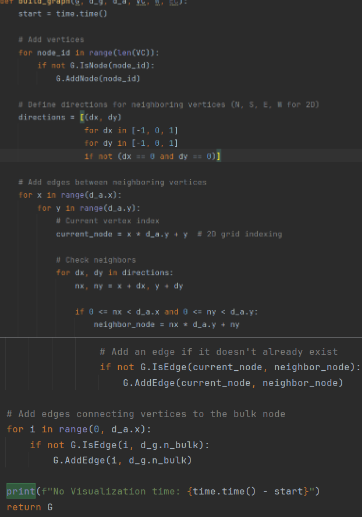 def build_graph(G, d_g, d_a,
    start = time.time()
    # Add vertices
    for node_id in range(len(VC)):
        if not G.IsNode(node_id):
            G.AddNode(node_id)
    # Define directions for neighboring vertices (N, S, E, W for 2D)
    directions = [(dx, dy)
                  for dx in [-1, 0, 1]
                  for dy in [-1, 0, 1]
                  if not (dx == 0 and dy == 0)]
    # Add edges between neighboring vertices
    for x in range(d_a.x):
        for y in range(d_a.y):
            # Current vertex index
            current_node = x * d_a.y + y  # 2D grid indexing
            # Check neighbors
            for dx, dy in directions:
                nx, ny = x + dx, y + dy
                if 0 <= nx < d_a.x and 0 <= ny < d_a.y:
                    neighbor_node = nx * d_a.y + ny
                    # Add an edge if it doesn't already exist
                    if not G.IsEdge(current_node, neighbor_node):
                        G.AddEdge(current_node, neighbor_node)
    # Add edges connecting vertices to the bulk node
    for i in range(0, d_a.x):
        if not G.IsEdge(i, d_g.n_bulk):
            G.AddEdge(i, d_g.n_bulk)
    print(f"No Visualization time: {time.time() - start}")
    return G